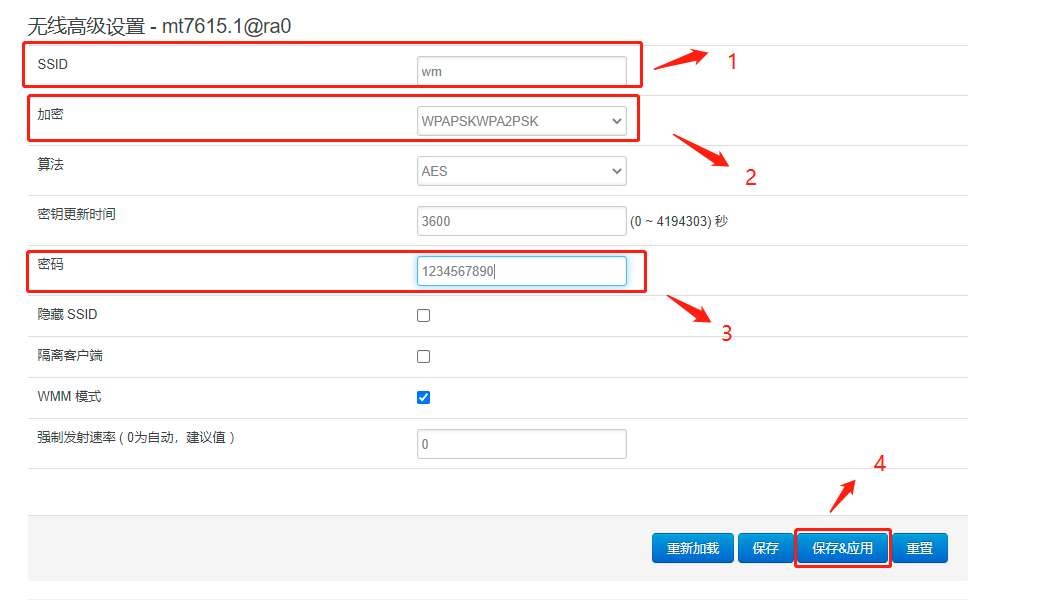 无线高级设置 - mt7615.1@ra0
SSID
wm
1
加密
WPAPSKWPA2PSK
2
算法
AES
密钥更新时间
3600
(0 ~ 4194303) 秒
密码
1234567890
3
隐藏 SSID
隔离客户端
WMM 模式
强制发射速率 ( 0为自动，建议值 )
0
4
重新加载
保存
保存&应用
重置